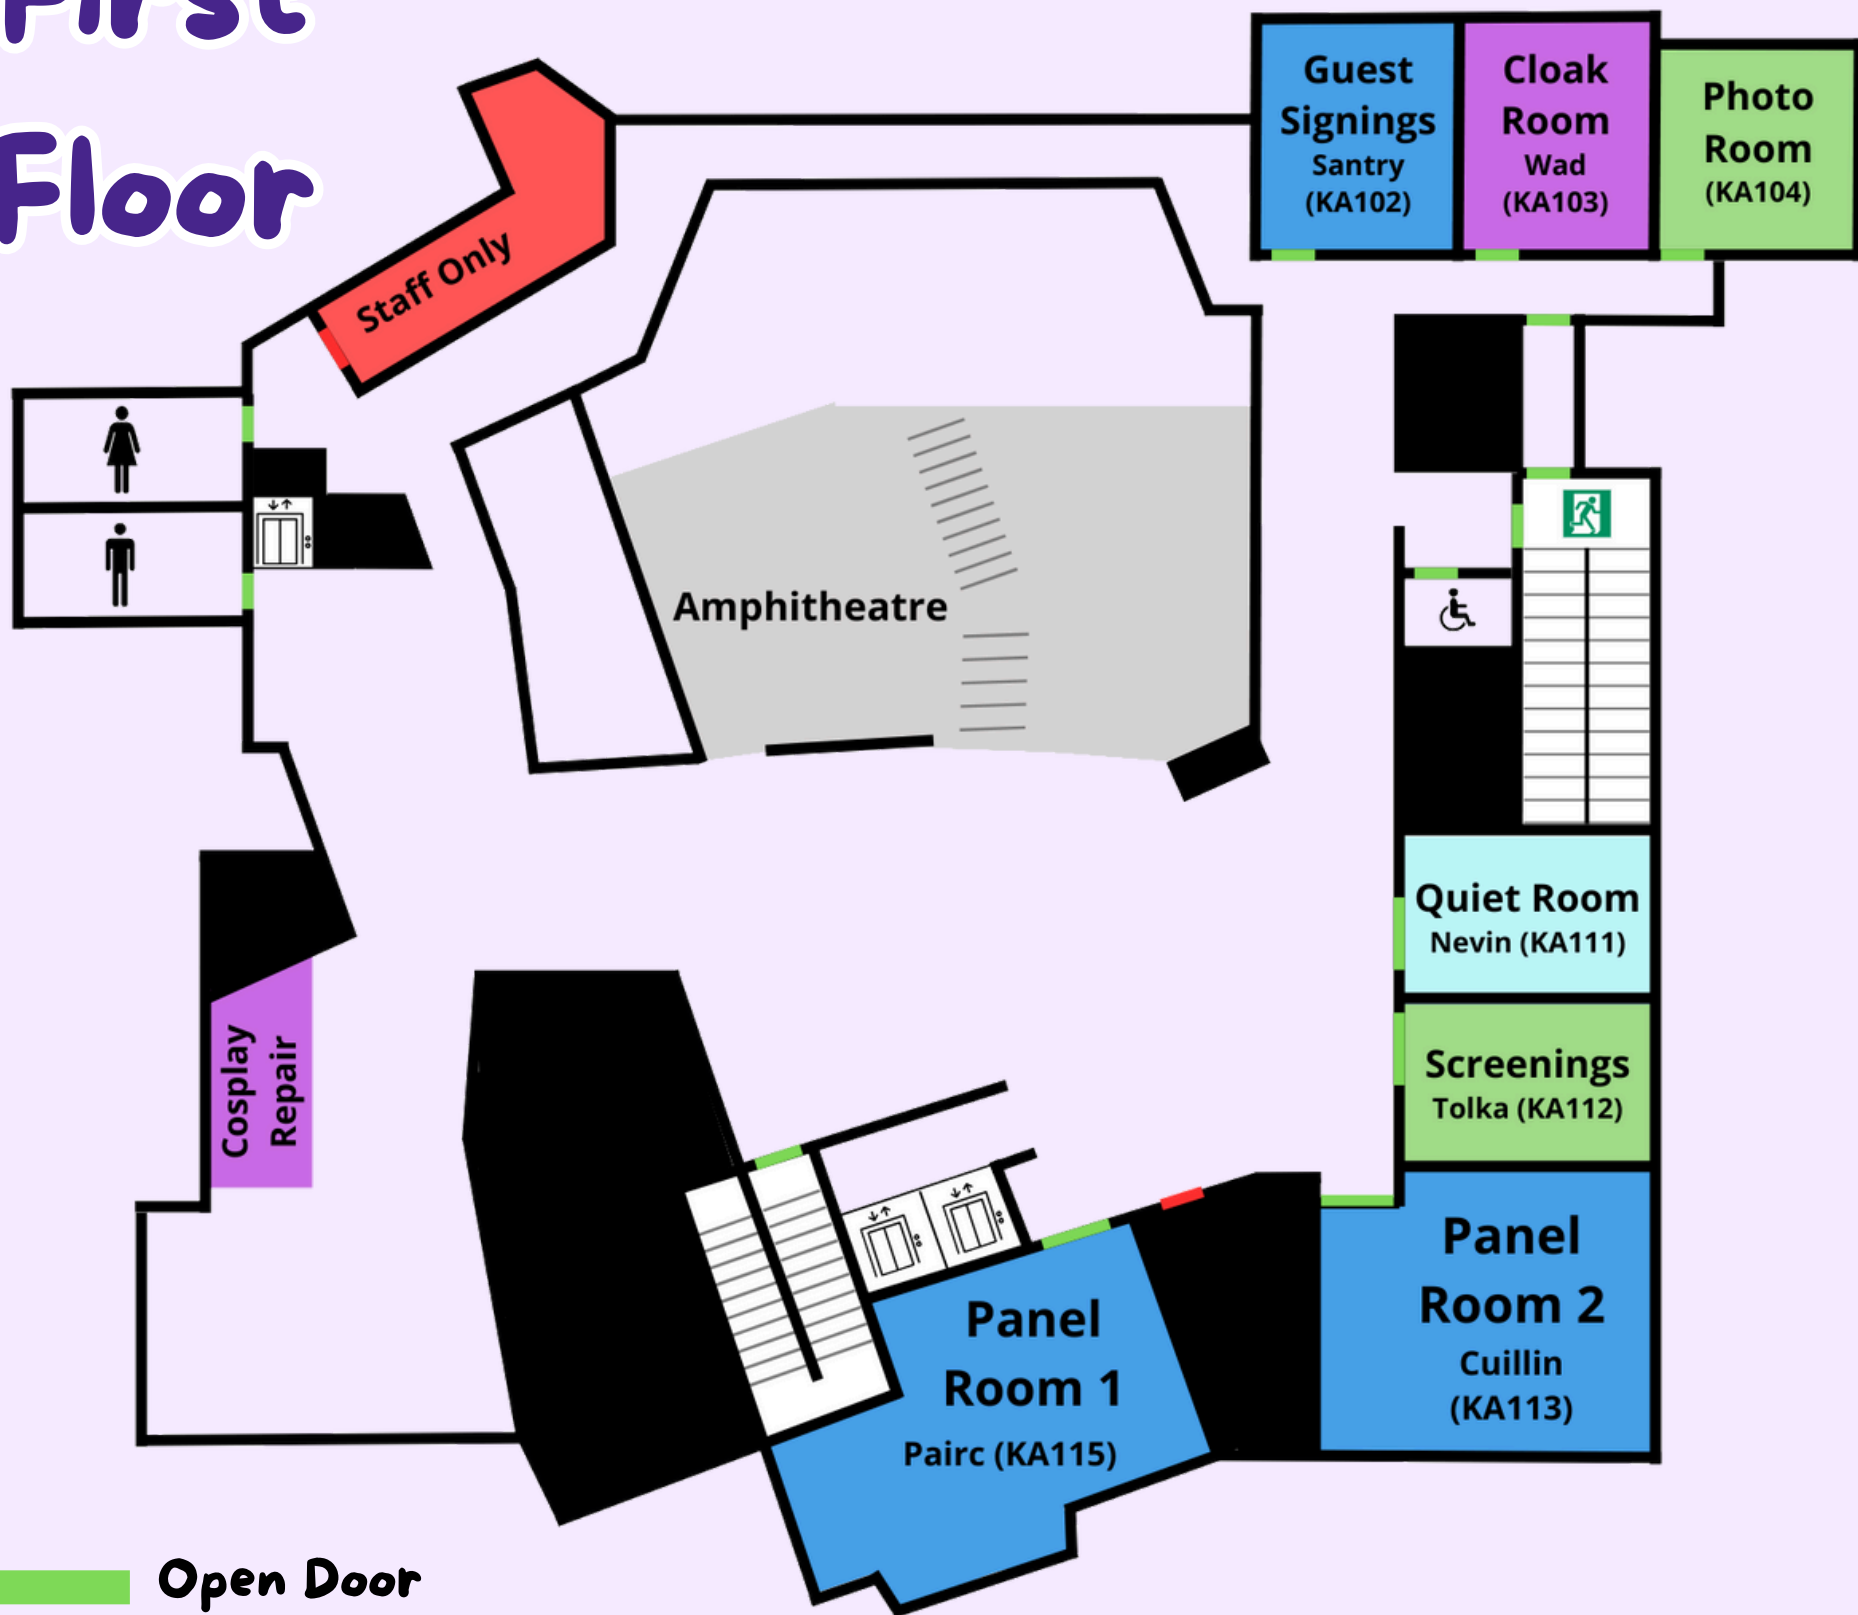 First
Floor
Guest
Signings
Santry
(KA102)
Cloak
Room
Wad
(KA103)
Photo
Room
(KA104)
Staff Only
Amphitheatre
Quiet Room
Nevin (KA111)
Screenings
Tolka (KA112)
Cosplay
Repair
Panel
Room 1
Pairc (KA115)
Panel
Room 2
Cuillin
(KA113)
Open Door